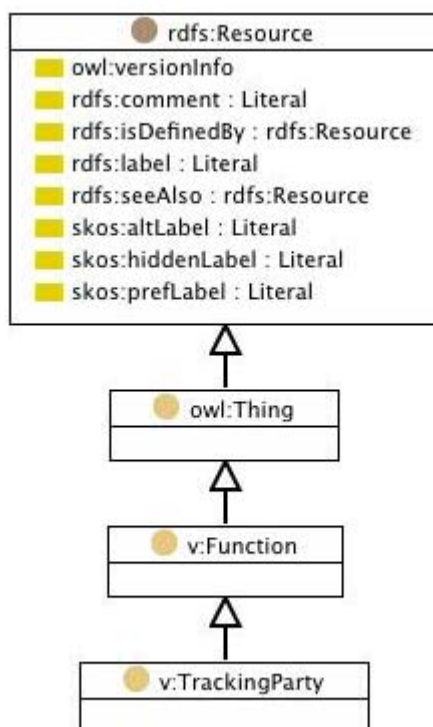 rdfs:Resource
owl:versionInfo
rdfs:comment : Literal
rdfs:isDefinedBy : rdfs:Resource
rdfs:label : Literal
rdfs:seeAlso : rdfs:Resource
skos:altLabel : Literal
skos:hiddenLabel : Literal
skos:prefLabel : Literal
owl:Thing
v:Function
v:TrackingParty